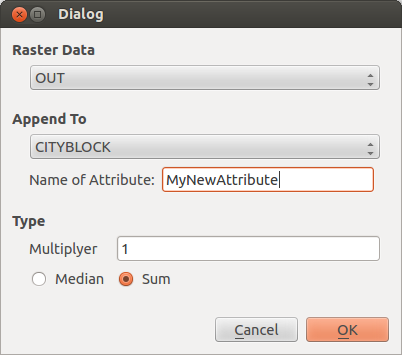 Dialog
Raster Data
OUT
Append To
CITYBLOCK
Name of Attribute: MyNewAttribute
Type
Multiplyer 1
Median Sum
Cancel OK